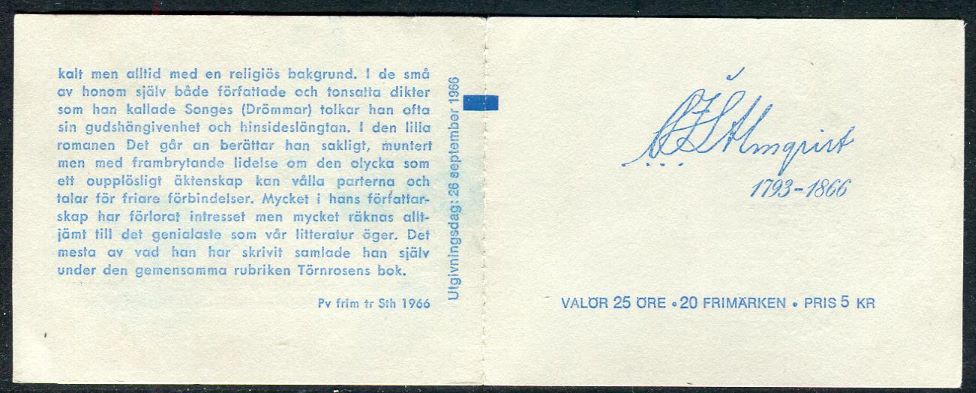 kalt men alltid med en religiös bakgrund. I de små
av honom själv både författade och tonsatta dikter
som han kallade Songes (Drömmar) tolkar han ofta
sin gudshängivenhet och hinsideslängtan. I den lilla
romanen Det går an berättar han sakligt, muntert
men med frambrytande lidelse om den olycka som
ett oupplösligt äktenskap kan vålla parterna och
talar för friare förbindelser. Mycket i hans författar-
skap har förlorat intresset men mycket räknas allt-
jämt till det genialaste som vår litteratur äger. Det
mesta av vad han har skrivit samlade han själv
under den gemensamma rubriken Törnrosens bok.
Pv frim tr Sth 1966
Utgivningsdag: 26 september 1966
CJLAlmqvist
1793-1866
VALÖR 25 ÖRE • 20 FRIMÄRKEN • PRIS 5 KR